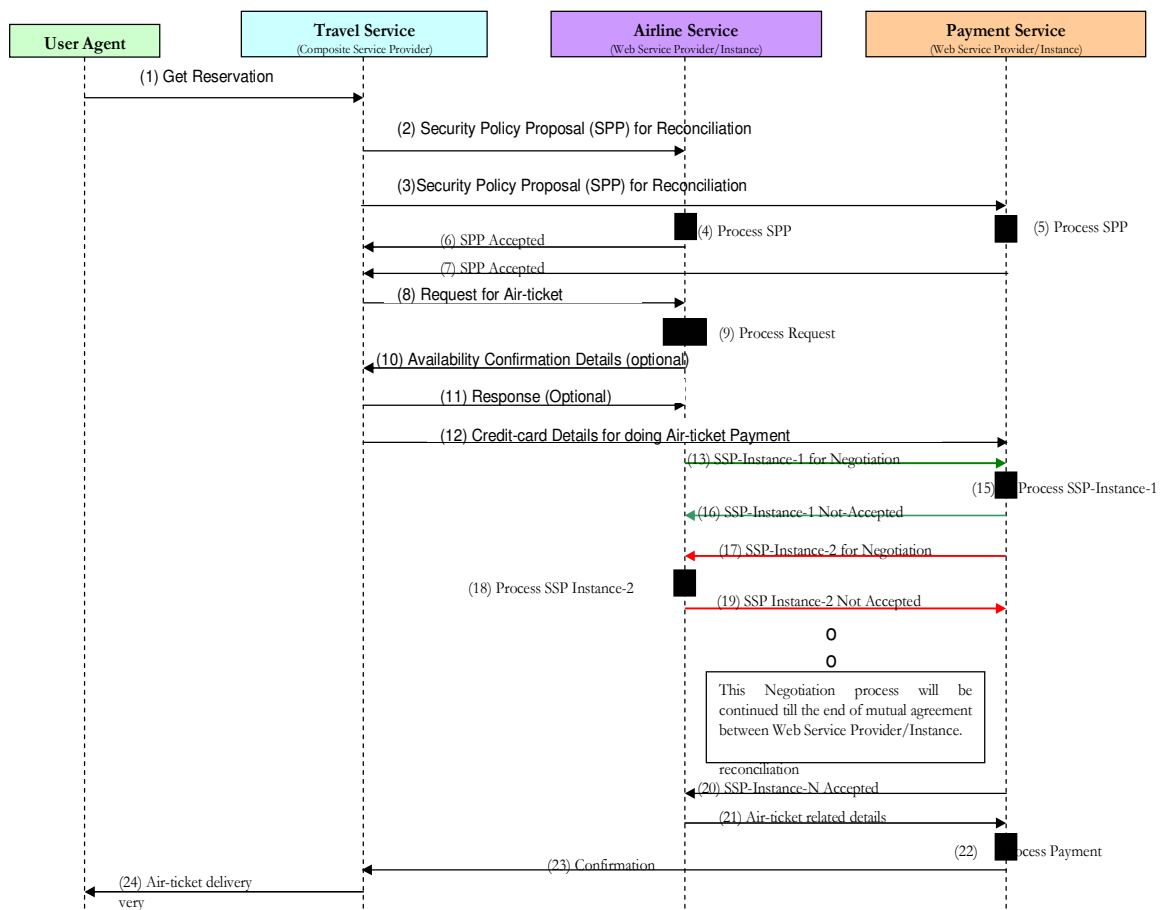 User Agent
Travel Service
(Composite Service Provider)
Airline Service
(Web Service Provider/Instance)
Payment Service
(Web Service Provider/Instance)
(1) Get Reservation
(2) Security Policy Proposal (SPP) for Reconciliation
(3)Security Policy Proposal (SPP) for Reconciliation
(4) Process SPP
(5) Process SPP
(6) SPP Accepted
(7) SPP Accepted
(8) Request for Air-ticket
(9) Process Request
(10) Availability Confirmation Details (optional)
(11) Response (Optional)
(12) Credit-card Details for doing Air-ticket Payment
(13) SSP-Instance-1 for Negotiation
(15) Process SSP-Instance-1
(16) SSP-Instance-1 Not-Accepted
(17) SSP-Instance-2 for Negotiation
(18) Process SSP Instance-2
(19) SSP Instance-2 Not Accepted
o
o
This Negotiation process will be
continued till the end of mutual agreement
between Web Service Provider/Instance.
reconciliation
(20) SSP-Instance-N Accepted
(21) Air-ticket related details
(22) ocess Payment
(23) Confirmation
(24) Air-ticket delivery
very